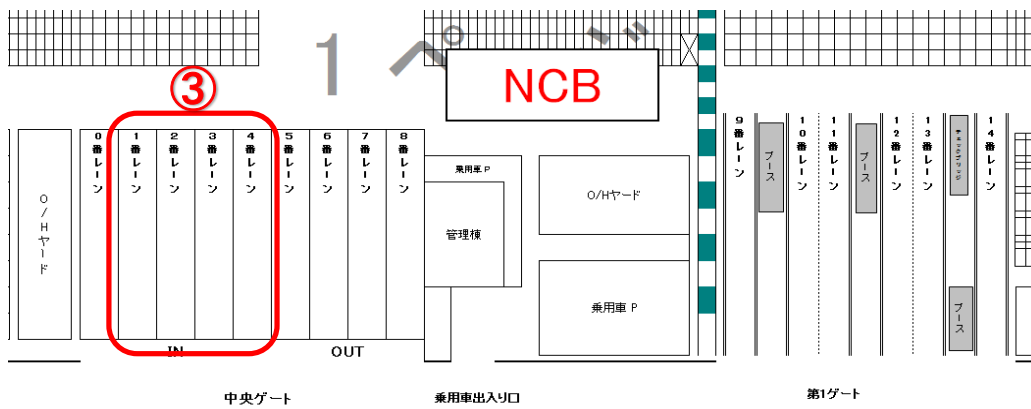 1ペ
NCB
③
O/Hヤード
0番レーン
1番レーン
2番レーン
3番レーン
4番レーン
5番レーン
6番レーン
7番レーン
8番レーン
乗用車 P
管理棟
O/Hヤード
乗用車 P
9番レーン
ブース
10番レーン
11番レーン
ブース
12番レーン
13番レーン
ブース
14番レーン
IN
OUT
中央ゲート
乗用車出入り口
第1ゲート